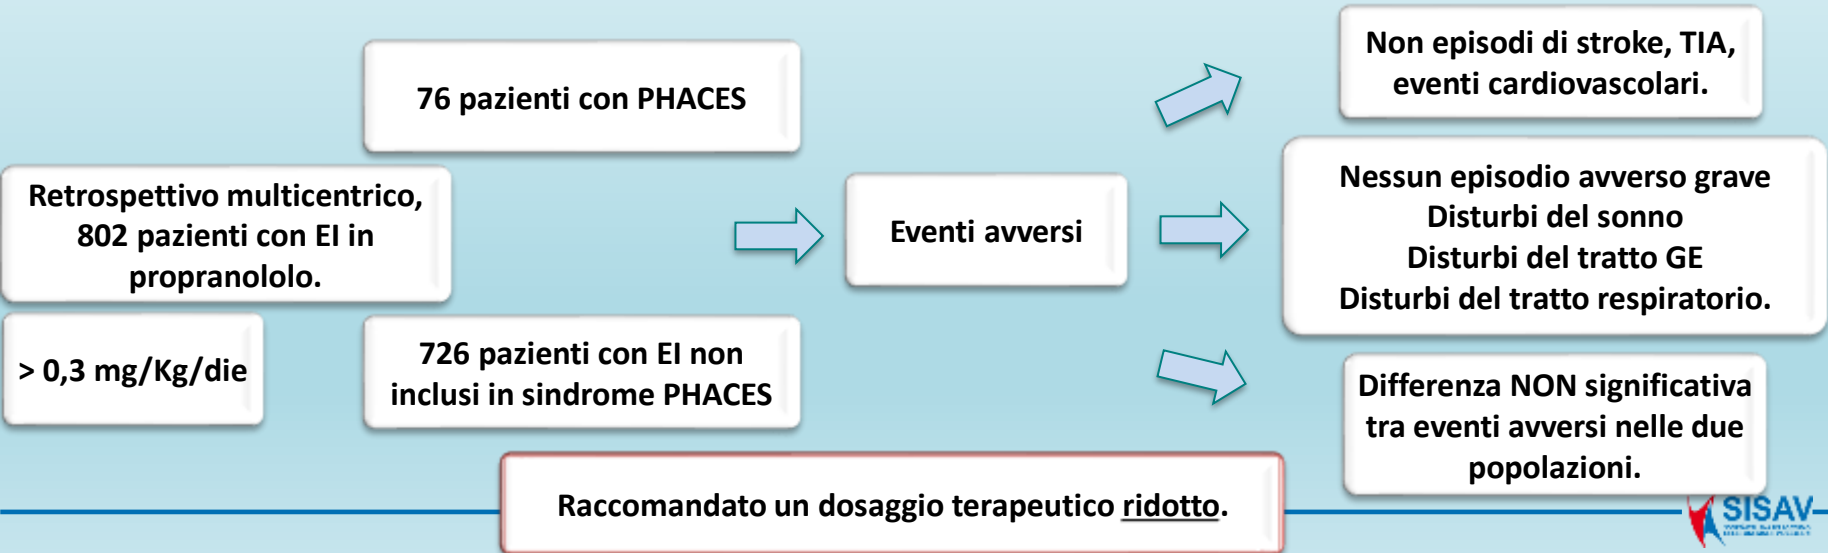 76 pazienti con PHACES
Retrospettivo multicentrico,
802 pazienti con EI in
propranololo.
> 0,3 mg/Kg/die
726 pazienti con EI non
inclusi in sindrome PHACES
Eventi avversi
Non episodi di stroke, TIA,
eventi cardiovascolari.
Nessun episodio avverso grave
Disturbi del sonno
Disturbi del tratto GE
Disturbi del tratto respiratorio.
Differenza NON significativa
tra eventi avversi nelle due
popolazioni.
Raccomandato un dosaggio terapeutico ridotto.
SISAV